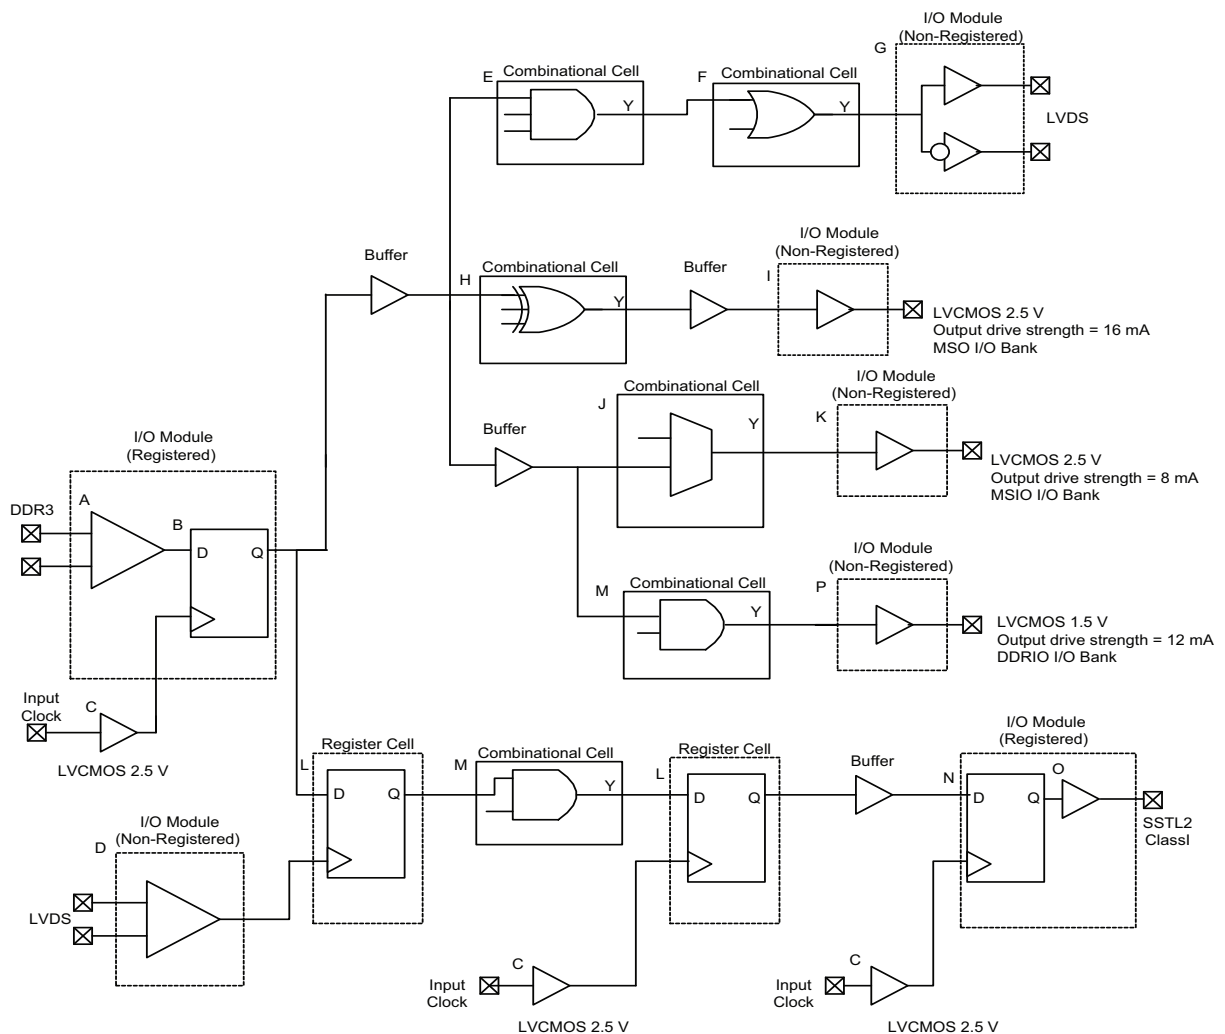 I/O Module
(Non-Registered)
G
E
Combinational Cell
Y
F
Combinational Cell
Y
LVDS
Buffer
H
Combinational Cell
Y
Buffer
I/O Module
(Non-Registered)
I
LVCMOS 2.5 V
Output drive strength = 16 mA
MSO I/O Bank
Buffer
Combinational Cell
J
Y
I/O Module
(Non-Registered)
K
LVCMOS 2.5 V
Output drive strength = 8 mA
MSIO I/O Bank
I/O Module
(Registered)
DDR3
A
B
D
Q
Combinational Cell
M
Y
I/O Module
(Non-Registered)
P
LVCMOS 1.5 V
Output drive strength = 12 mA
DDRIO I/O Bank
Input
Clock
C
LVCMOS 2.5 V
Register Cell
L
D
Q
Combinational Cell
M
Y
Register Cell
L
D
Q
Buffer
I/O Module
(Registered)
N
D
Q
O
SSTL2
ClassI
I/O Module
(Non-Registered)
D
LVDS
Input
Clock
C
LVCMOS 2.5 V
Input
Clock
C
LVCMOS 2.5 V